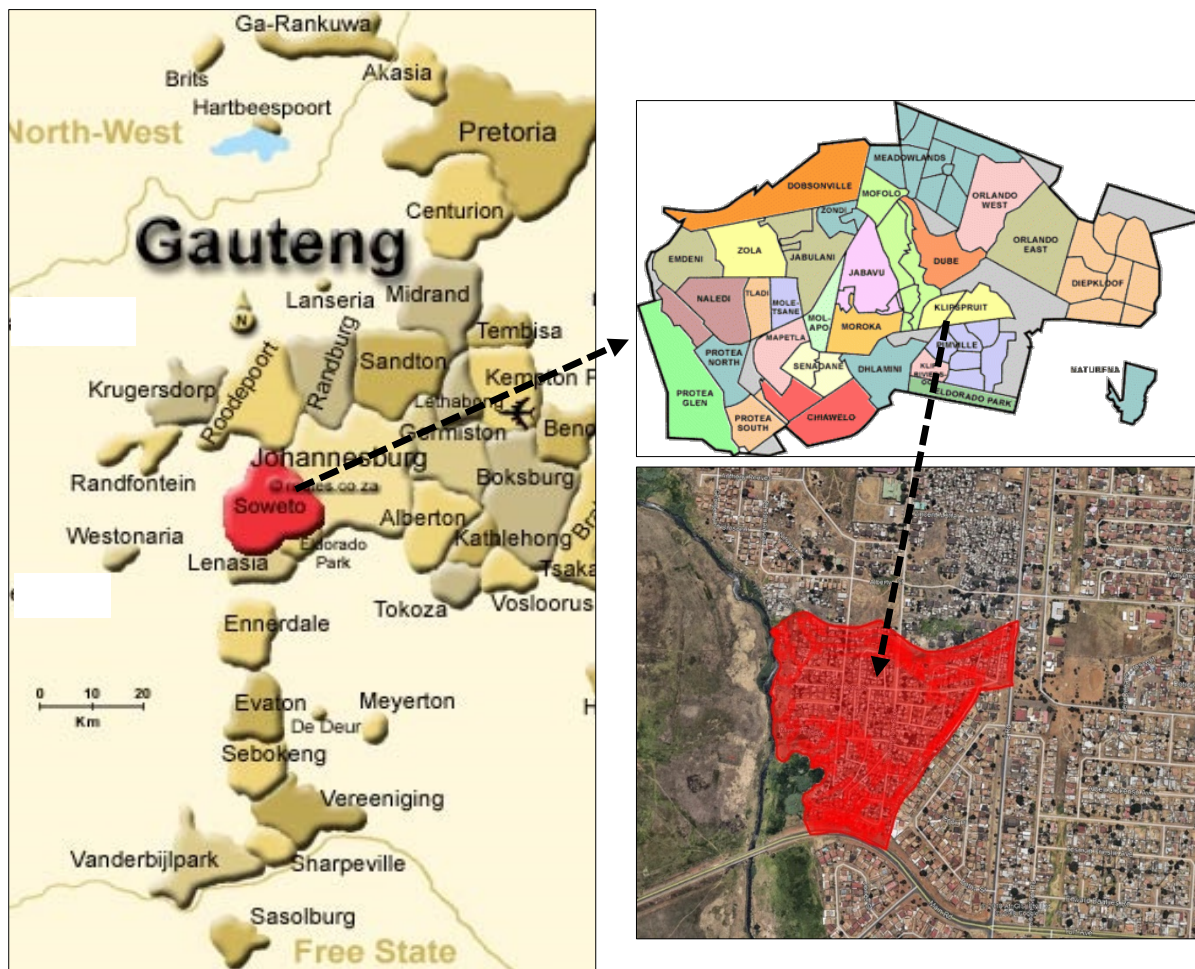 Ga-Rankuwa
Brits
Akasia
Hartbeespoort
North-West
Pretoria
Centurion
Gauteng
Lanseria
Midrand
N
Tembisa
Krugersdorp
Roodepoort
Randburg
Sandton
Kempton P
Lethabong
Germiston
Beno
Johannesburg
Randfontein
Boksburg
Soweto
Alberton
Westonaria
Eldorado
Park
Kathlehong
Bra
Lenasia
Tsaka
Tokoza
Vosloorus
Ennerdale
0 10 20
Km
Evaton
De Deur
Meyerton
H
Sebokeng
Vereeniging
Vanderbijlpark
Sharpeville
Sasolburg
Free State
MEADOWLANDS
DOBSONVILLE
MOFOLO
ORLANDO
WEST
ZONDI
ORLANDO
EAST
EMDENI
ZOLA
JABULANI
JABAVU
DUBE
DIEPKLOOF
NALEDI
TLADI
MOLE-
TSANE
MOL-
APO
KLIPSPRUIT
MOROKA
MAPETLA
PROTEA
NORTH
SENAOANE
DHLAMINI
PIMVILLE
PROTEA
GLEN
ELDORADO PARK
NATURENA
PROTEA
SOUTH
CHIAWELO